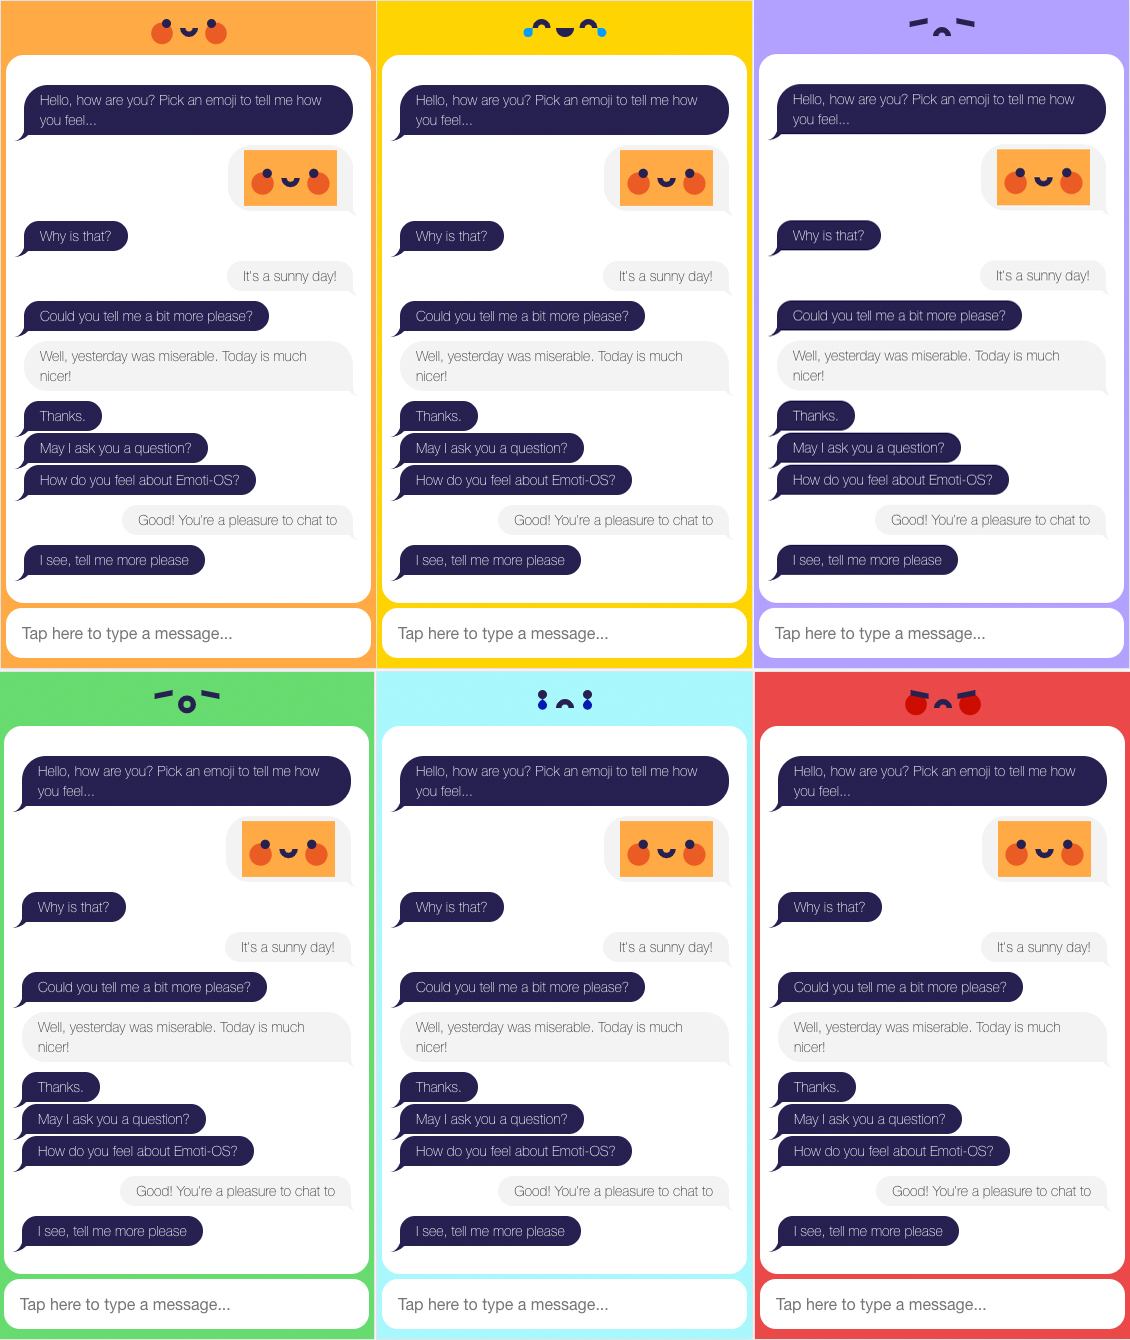 Hello, how are you? Pick an emoji to tell me how
you feel...
Why is that?
It's a sunny day!
Could you tell me a bit more please?
Well, yesterday was miserable. Today is much
nicer!
Thanks.
May I ask you a question?
How do you feel about Emoti-OS?
Good! You're a pleasure to chat to
I see, tell me more please
Tap here to type a message...
Hello, how are you? Pick an emoji to tell me how
you feel...
Why is that?
It's a sunny day!
Could you tell me a bit more please?
Well, yesterday was miserable. Today is much
nicer!
Thanks.
May I ask you a question?
How do you feel about Emoti-OS?
Good! You're a pleasure to chat to
I see, tell me more please
Tap here to type a message...
Hello, how are you? Pick an emoji to tell me how
you feel...
Why is that?
It's a sunny day!
Could you tell me a bit more please?
Well, yesterday was miserable. Today is much
nicer!
Thanks.
May I ask you a question?
How do you feel about Emoti-OS?
Good! You're a pleasure to chat to
I see, tell me more please
Tap here to type a message...
Hello, how are you? Pick an emoji to tell me how
you feel...
Why is that?
It's a sunny day!
Could you tell me a bit more please?
Well, yesterday was miserable. Today is much
nicer!
Thanks.
May I ask you a question?
How do you feel about Emoti-OS?
Good! You're a pleasure to chat to
I see, tell me more please
Tap here to type a message...
Hello, how are you? Pick an emoji to tell me how
you feel...
Why is that?
It's a sunny day!
Could you tell me a bit more please?
Well, yesterday was miserable. Today is much
nicer!
Thanks.
May I ask you a question?
How do you feel about Emoti-OS?
Good! You're a pleasure to chat to
I see, tell me more please
Tap here to type a message...
Hello, how are you? Pick an emoji to tell me how
you feel...
Why is that?
It's a sunny day!
Could you tell me a bit more please?
Well, yesterday was miserable. Today is much
nicer!
Thanks.
May I ask you a question?
How do you feel about Emoti-OS?
Good! You're a pleasure to chat to
I see, tell me more please
Tap here to type a message...